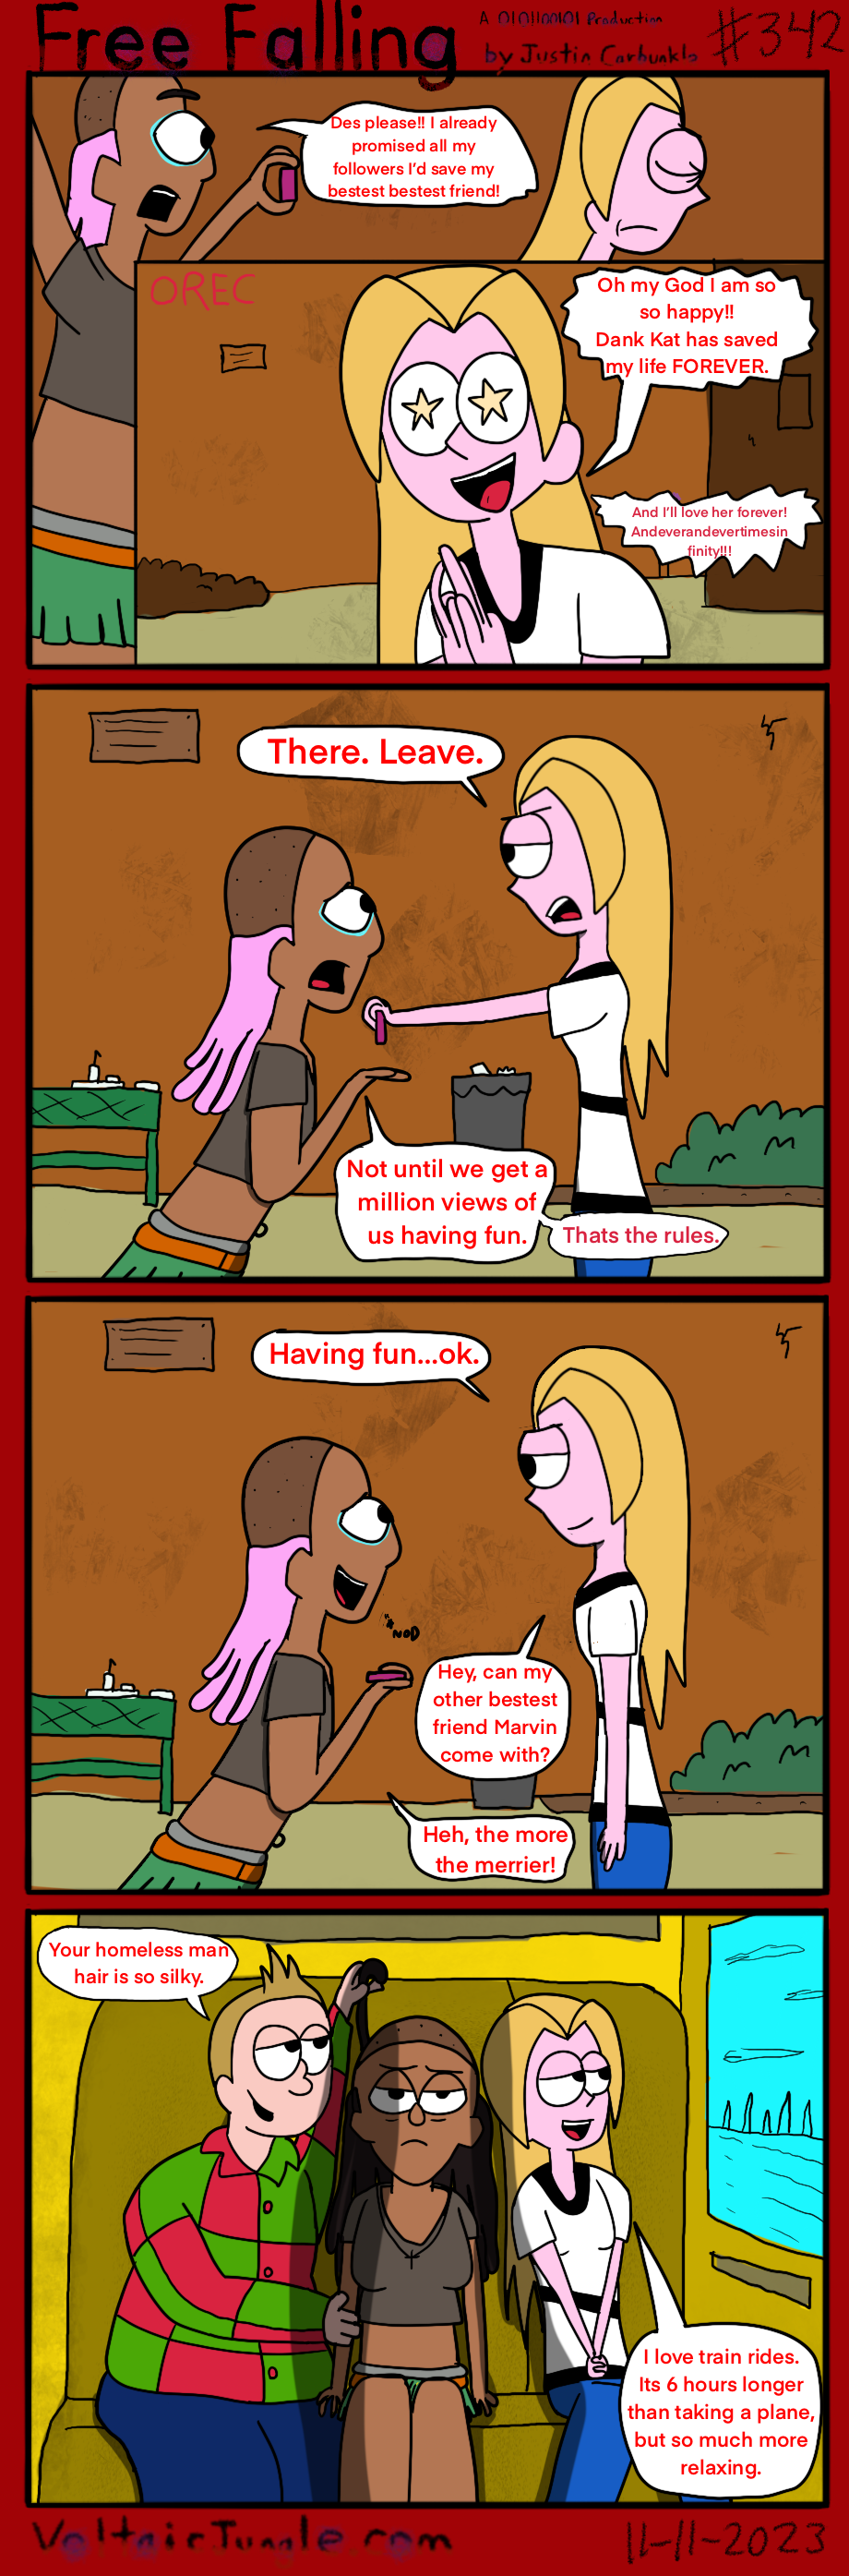 Free Falling
A 01011100101 Production
by Justin Carbunkle
#342
Des please!! I already
promised all my
followers I'd save my
bestest bestest friend!
OREC
Oh my God I am so
so happy!!
Dank Kat has saved
my life FOREVER.
And I'll love her forever!
Andeverandevertimesin
finity!!!
There. Leave.
Not until we get a
million views of
us having fun.
Thats the rules.
Having fun...ok.
NOD
Hey, can my
other bestest
friend Marvin
come with?
Heh, the more
the merrier!
Your homeless man
hair is so silky.
I love train rides.
Its 6 hours longer
than taking a plane,
but so much more
relaxing.
VoltaicJungle.com
11-11-2023